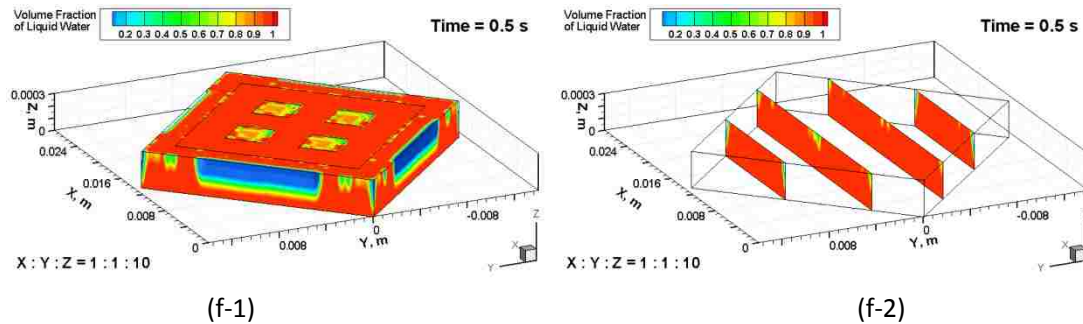 Volume Fraction
of Liquid Water
0.2 0.3 0.4 0.5 0.6 0.7 0.8 0.9 1
Time = 0.5 s
0.0003
0
Z, m
0.024
0.016
0.008
0
X, m
0.008
0
-0.008
Y, m
Z
X
Y
X : Y : Z = 1 : 1 : 10
(f-1)
Volume Fraction
of Liquid Water
0.2 0.3 0.4 0.5 0.6 0.7 0.8 0.9 1
Time = 0.5 s
0.0003
0
Z, m
0.024
0.016
0.008
0
X, m
0.008
0
-0.008
Y, m
Z
X
Y
X : Y : Z = 1 : 1 : 10
(f-2)